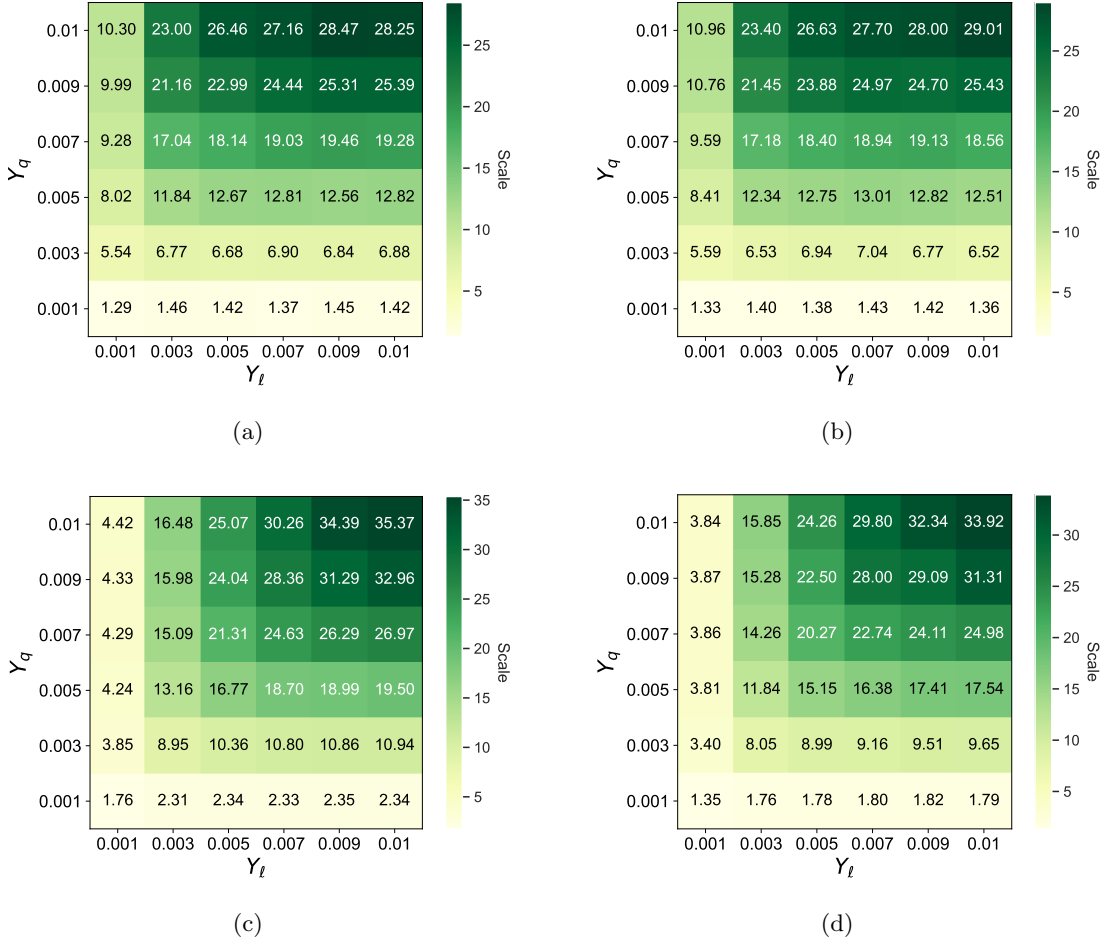 0.01 10.30 23.00 26.46 27.16 28.47 28.25
0.009 9.99 21.16 22.99 24.44 25.31 25.39
0.007 9.28 17.04 18.14 19.03 19.46 19.28
0.005 8.02 11.84 12.67 12.81 12.56 12.82
0.003 5.54 6.77 6.68 6.90 6.84 6.88
0.001 1.29 1.46 1.42 1.37 1.45 1.42
0.001 0.003 0.005 0.007 0.009 0.01
Y_q
Y_ℓ
25
20
15
10
5
Scale
(a)
0.01 10.96 23.40 26.63 27.70 28.00 29.01
0.009 10.76 21.45 23.88 24.97 24.70 25.43
0.007 9.59 17.18 18.40 18.94 19.13 18.56
0.005 8.41 12.34 12.75 13.01 12.82 12.51
0.003 5.59 6.53 6.94 7.04 6.77 6.52
0.001 1.33 1.40 1.38 1.43 1.42 1.36
0.001 0.003 0.005 0.007 0.009 0.01
Y_q
Y_ℓ
25
20
15
10
5
Scale
(b)
0.01 4.42 16.48 25.07 30.26 34.39 35.37
0.009 4.33 15.98 24.04 28.36 31.29 32.96
0.007 4.29 15.09 21.31 24.63 26.29 26.97
0.005 4.24 13.16 16.77 18.70 18.99 19.50
0.003 3.85 8.95 10.36 10.80 10.86 10.94
0.001 1.76 2.31 2.34 2.33 2.35 2.34
0.001 0.003 0.005 0.007 0.009 0.01
Y_q
Y_ℓ
35
30
25
20
15
10
5
Scale
(c)
0.01 3.84 15.85 24.26 29.80 32.34 33.92
0.009 3.87 15.28 22.50 28.00 29.09 31.31
0.007 3.86 14.26 20.27 22.74 24.11 24.98
0.005 3.81 11.84 15.15 16.38 17.41 17.54
0.003 3.40 8.05 8.99 9.16 9.51 9.65
0.001 1.35 1.76 1.78 1.80 1.82 1.79
0.001 0.003 0.005 0.007 0.009 0.01
Y_q
Y_ℓ
30
25
20
15
10
5
Scale
(d)